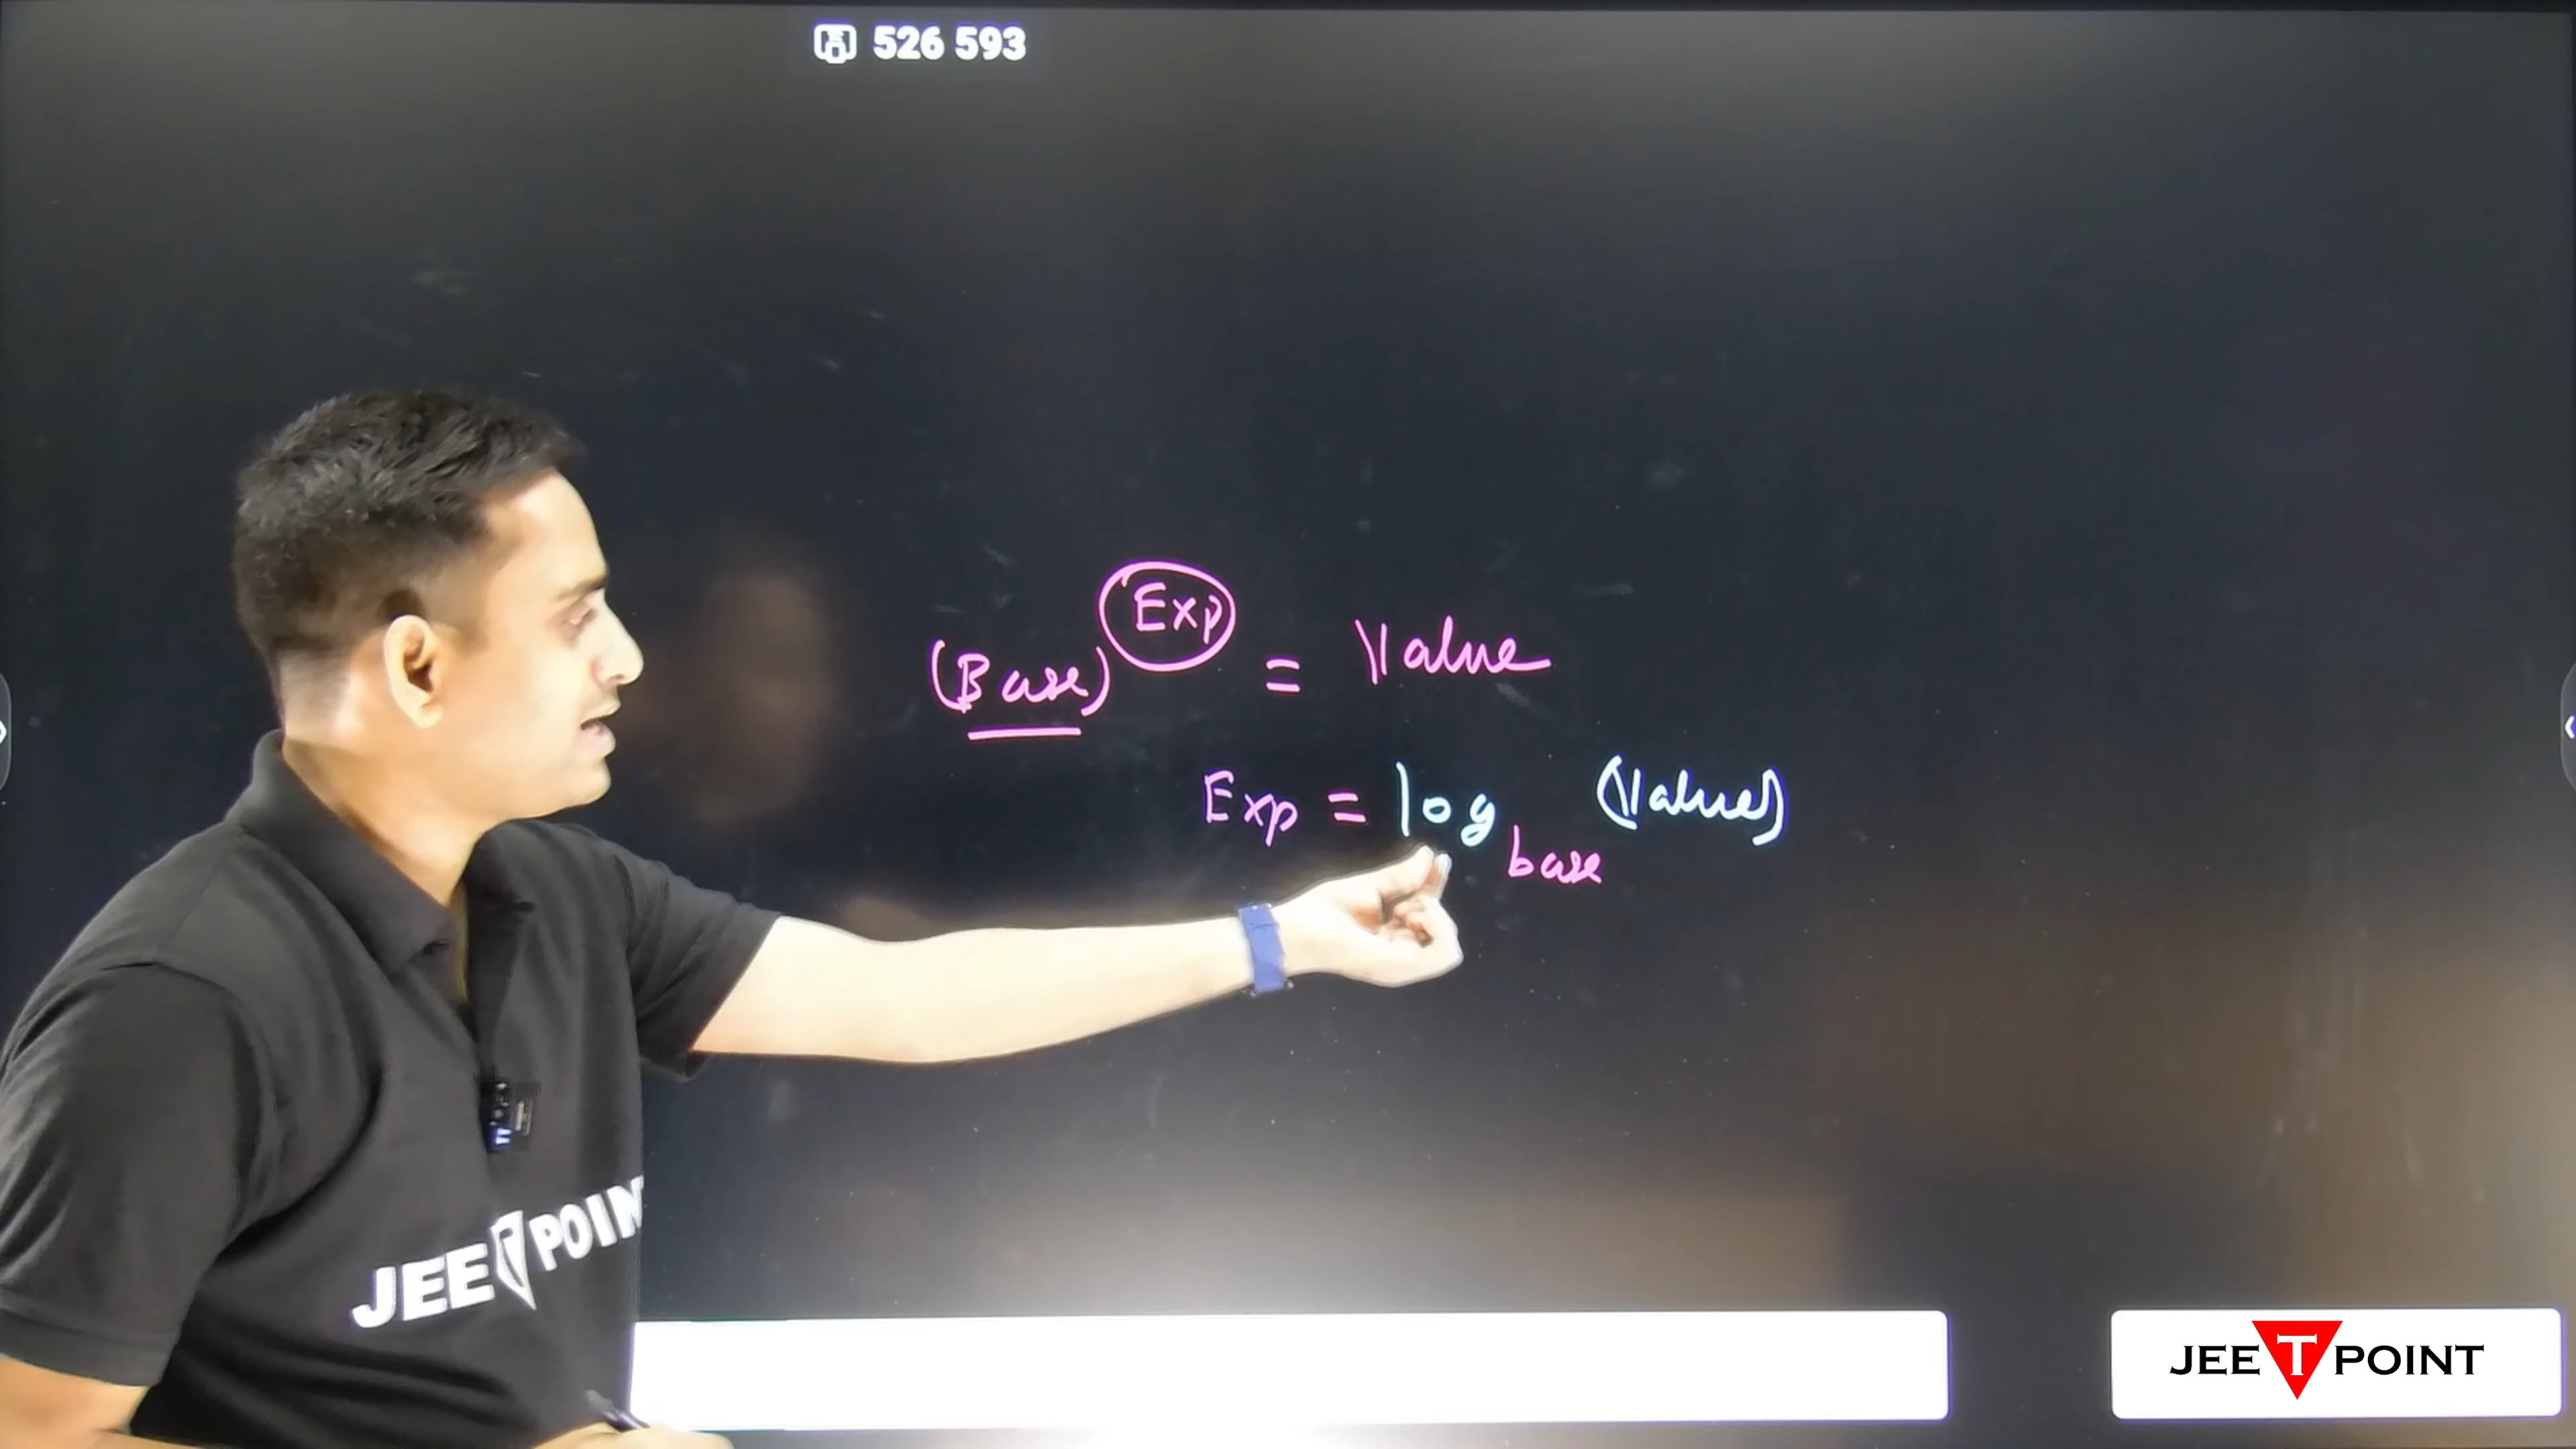 526 593
(Base)^Exp = Value
Exp = log_base (Value)
JEE POINT
JEE T POINT